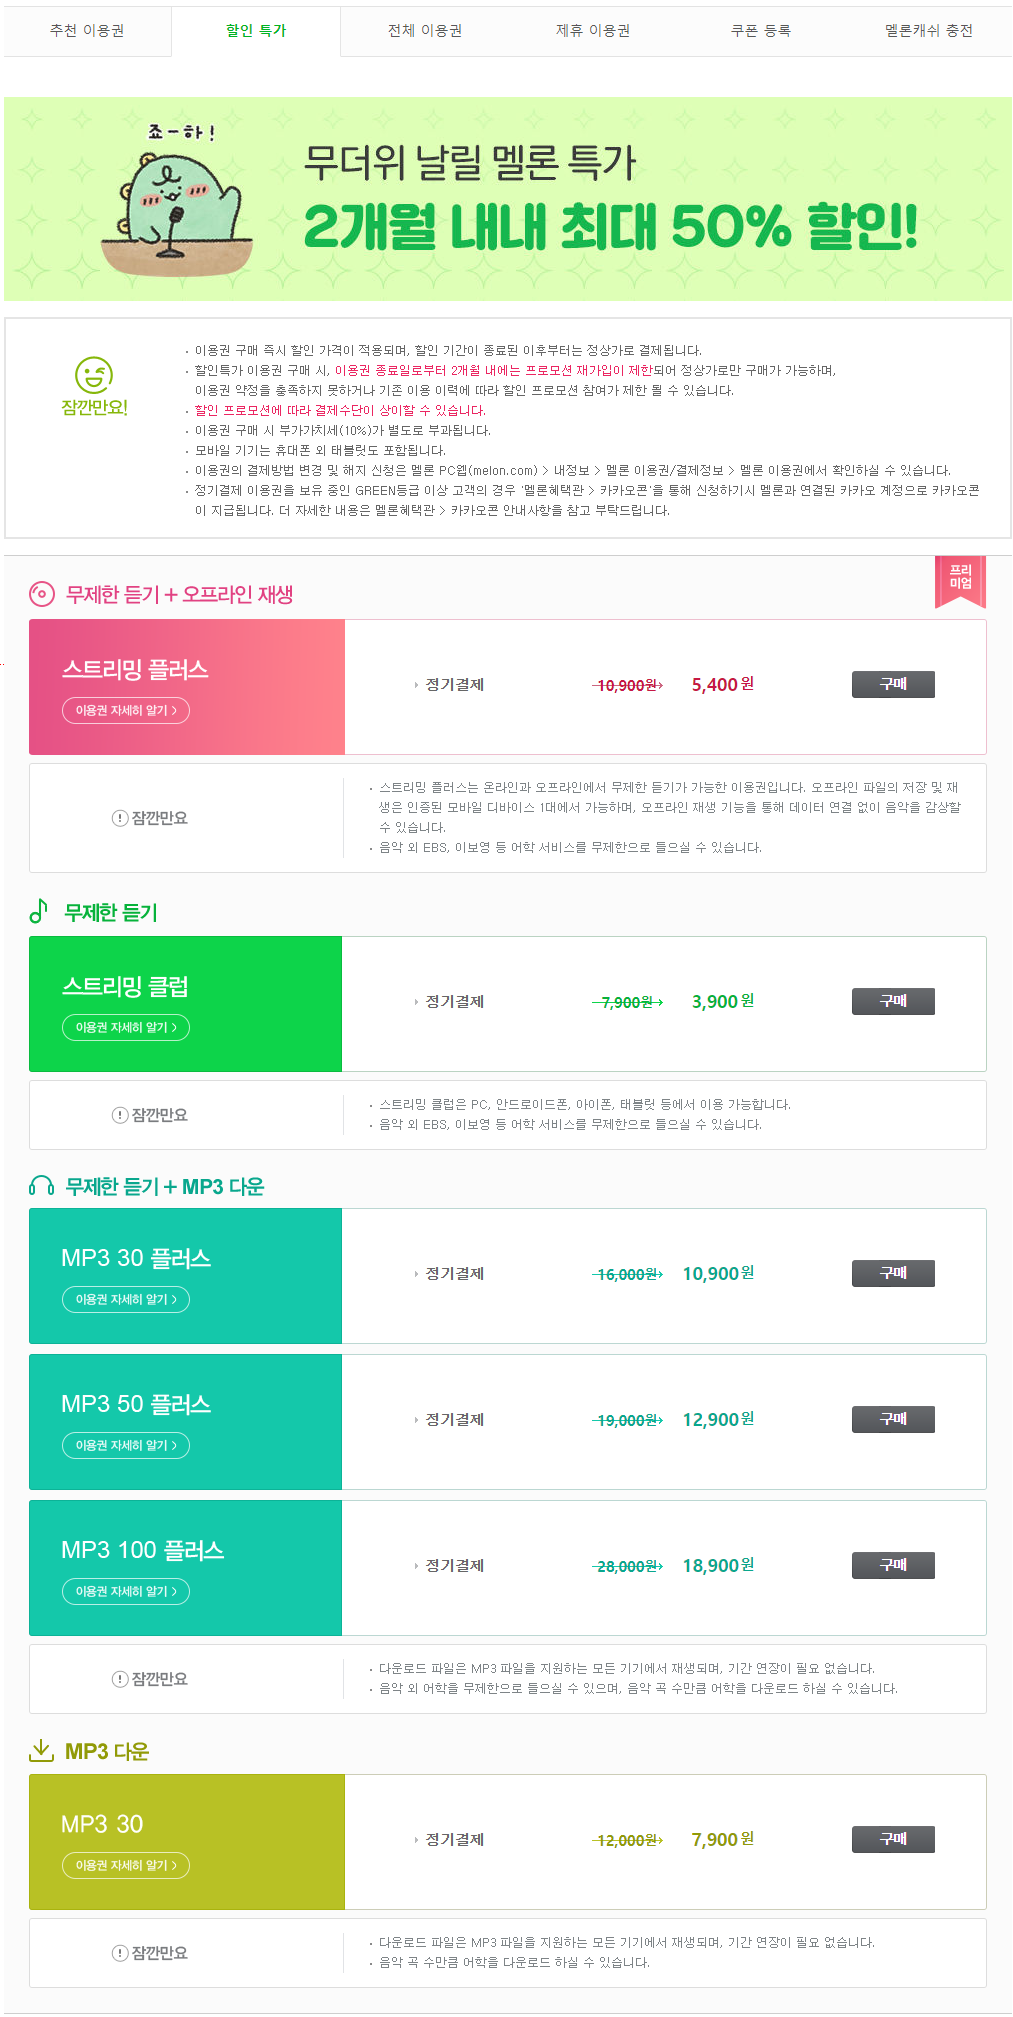 추천 이용권
할인 특가
전체 이용권
제휴 이용권
쿠폰 등록
멜론캐쉬 충전
죠-하!
무더위 날릴 멜론 특가
2개월 내내 최대 50% 할인!
잠깐만요!
· 이용권 구매 즉시 할인 가격이 적용되며, 할인 기간이 종료된 이후부터는 정상가로 결제됩니다.
· 할인특가 이용권 구매 시, 이용권 종료일로부터 2개월 내에는 프로모션 재가입이 제한되어 정상가로만 구매가 가능하며,
이용권 약정을 충족하지 못하거나 기존 이용 이력에 따라 할인 프로모션 참여가 제한 될 수 있습니다.
· 할인 프로모션에 따라 결제수단이 상이할 수 있습니다.
· 이용권 구매 시 부가가치세(10%)가 별도로 부과됩니다.
· 모바일 기기는 휴대폰 외 태블릿도 포함됩니다.
· 이용권의 결제방법 변경 및 해지 신청은 멜론 PC웹(melon.com) > 내정보 > 멜론 이용권/결제정보 > 멜론 이용권에서 확인하실 수 있습니다.
· 정기결제 이용권을 보유 중인 GREEN등급 이상 고객의 경우 '멜론혜택관 > 카카오콘'을 통해 신청하기시 멜론과 연결된 카카오 계정으로 카카오콘
이 지급됩니다. 더 자세한 내용은 멜론혜택관 > 카카오콘 안내사항을 참고 부탁드립니다.
프리
미엄
무제한 듣기 + 오프라인 재생
스트리밍 플러스
이용권 자세히 알기 >
정기결제
10,900원→
5,400원
구매
잠깐만요
· 스트리밍 플러스는 온라인과 오프라인에서 무제한 듣기가 가능한 이용권입니다. 오프라인 파일의 저장 및 재
생은 인증된 모바일 디바이스 1대에서 가능하며, 오프라인 재생 기능을 통해 데이터 연결 없이 음악을 감상할
수 있습니다.
· 음악 외 EBS, 이보영 등 어학 서비스를 무제한으로 들으실 수 있습니다.
무제한 듣기
스트리밍 클럽
이용권 자세히 알기 >
정기결제
7,900원→
3,900원
구매
잠깐만요
· 스트리밍 클럽은 PC, 안드로이드폰, 아이폰, 태블릿 등에서 이용 가능합니다.
· 음악 외 EBS, 이보영 등 어학 서비스를 무제한으로 들으실 수 있습니다.
무제한 듣기 + MP3 다운
MP3 30 플러스
이용권 자세히 알기 >
정기결제
16,000원→
10,900원
구매
MP3 50 플러스
이용권 자세히 알기 >
정기결제
19,000원→
12,900원
구매
MP3 100 플러스
이용권 자세히 알기 >
정기결제
28,000원→
18,900원
구매
잠깐만요
· 다운로드 파일은 MP3 파일을 지원하는 모든 기기에서 재생되며, 기간 연장이 필요 없습니다.
· 음악 외 어학을 무제한으로 들으실 수 있으며, 음악 곡 수만큼 어학을 다운로드 하실 수 있습니다.
MP3 다운
MP3 30
이용권 자세히 알기 >
정기결제
12,000원→
7,900원
구매
잠깐만요
· 다운로드 파일은 MP3 파일을 지원하는 모든 기기에서 재생되며, 기간 연장이 필요 없습니다.
· 음악 곡 수만큼 어학을 다운로드 하실 수 있습니다.